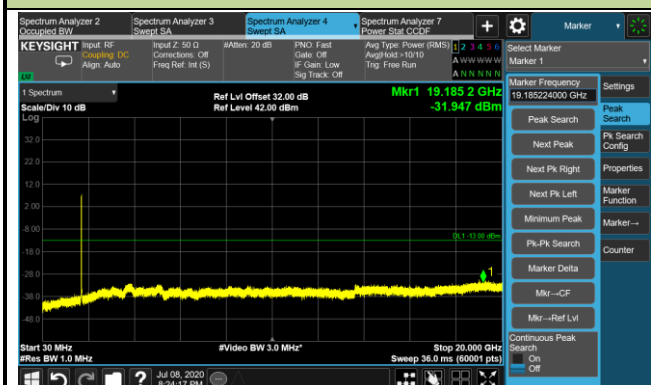 Spectrum Analyzer 2
Occupied BW
Spectrum Analyzer 3
Swept SA
Spectrum Analyzer 4
Swept SA
Spectrum Analyzer 7
Power Stat CCDF
+
Marker
KEYSIGHT
Input: RF
Coupling: DC
Align: Auto
Input Z: 50 Ω
Corrections: Off
Freq Ref: Int (S)
#Atten: 20 dB
PNO: Fast
Gate: Off
IF Gain: Low
Sig Track: Off
Avg Type: Power (RMS)
Avg|Hold:>10/10
Trig: Free Run
1 2 3 4 5 6
A W W W W W
A N N N N N
LU
Select Marker
Marker 1
1 Spectrum
Scale/Div 10 dB
Log
Ref Lvl Offset 32.00 dB
Ref Level 42.00 dBm
Mkr1 19.185 2 GHz
-31.947 dBm
32.0
22.0
12.0
2.00
-8.00
-18.0
-28.0
-38.0
-48.0
DL1 -13.00 dBm
1
Start 30 MHz
#Res BW 1.0 MHz
#Video BW 3.0 MHz*
Stop 20.000 GHz
Sweep 36.0 ms (60001 pts)
Marker Frequency
19.185224000 GHz
Peak Search
Next Peak
Next Pk Right
Next Pk Left
Minimum Peak
Pk-Pk Search
Marker Delta
Mkr→CF
Mkr→Ref Lvl
Continuous Peak
Search
On
Off
Settings
Peak
Search
Pk Search
Config
Properties
Marker
Function
Marker→
Counter
?
Jul 08, 2020
8:24:17 PM